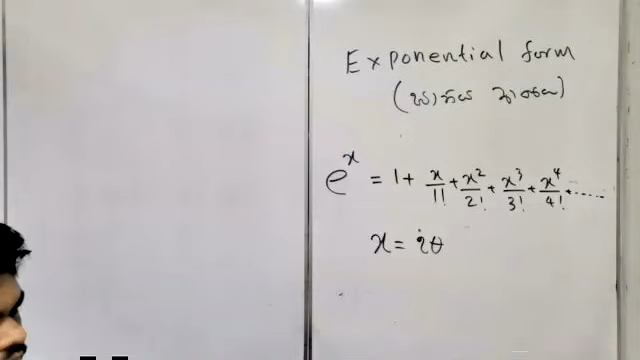 Exponential form
e^x = 1 + x/1! + x²/2! + x³/3! + x⁴/4! + ......
x = iθ